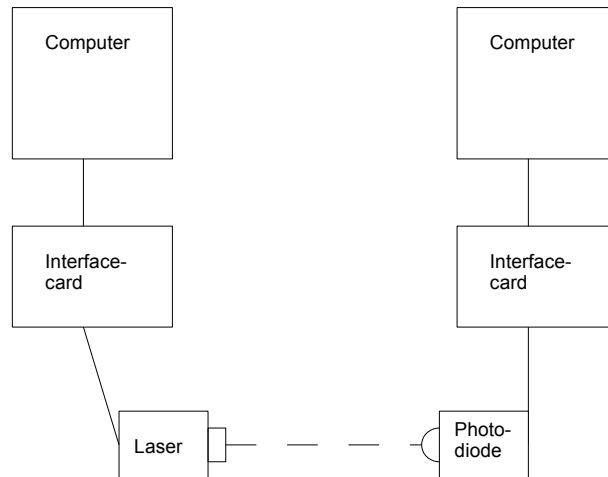 Computer
Computer
Interface-
card
Interface-
card
Laser
Photo-
diode